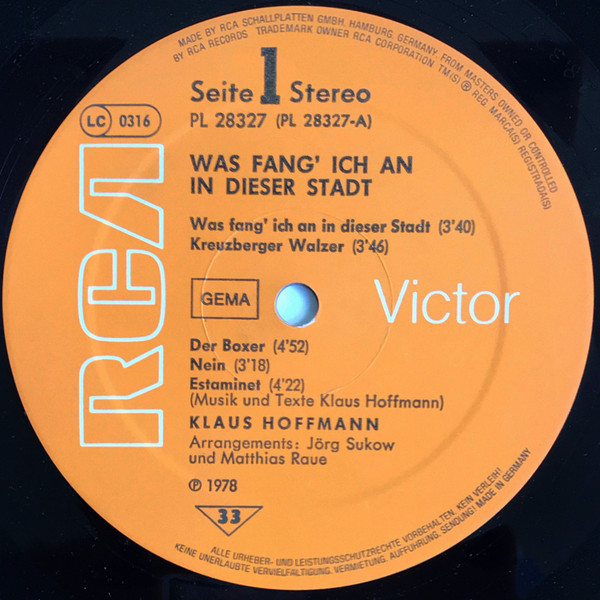 MADE BY RCA SCHALLPLATTEN GMBH, HAMBURG, GERMANY, FROM MASTERS OWNED OR CONTROLLED
BY RCA RECORDS TRADEMARK OWNER RCA CORPORATION TM(S) ® REG. MARCA(S) REGISTRADA(S)
Seite 1 Stereo
PL 28327 (PL 28327-A)
LC 0316
WAS FANG' ICH AN
IN DIESER STADT
Was fang' ich an in dieser Stadt (3'40)
Kreuzberger Walzer (3'46)
RCA
GEMA
Victor
Der Boxer (4'52)
Nein (3'18)
Estaminet (4'22)
(Musik und Texte Klaus Hoffmann)
KLAUS HOFFMANN
Arrangements: Jörg Sukow
und Matthias Raue
℗ 1978
33
ALLE URHEBER- UND LEISTUNGSSCHUTZRECHTE VORBEHALTEN. KEIN VERLEIH!
KEINE UNERLAUBTE VERVIELFÄLTIGUNG, VERMIETUNG, AUFFÜHRUNG, SENDUNG! MADE IN GERMANY